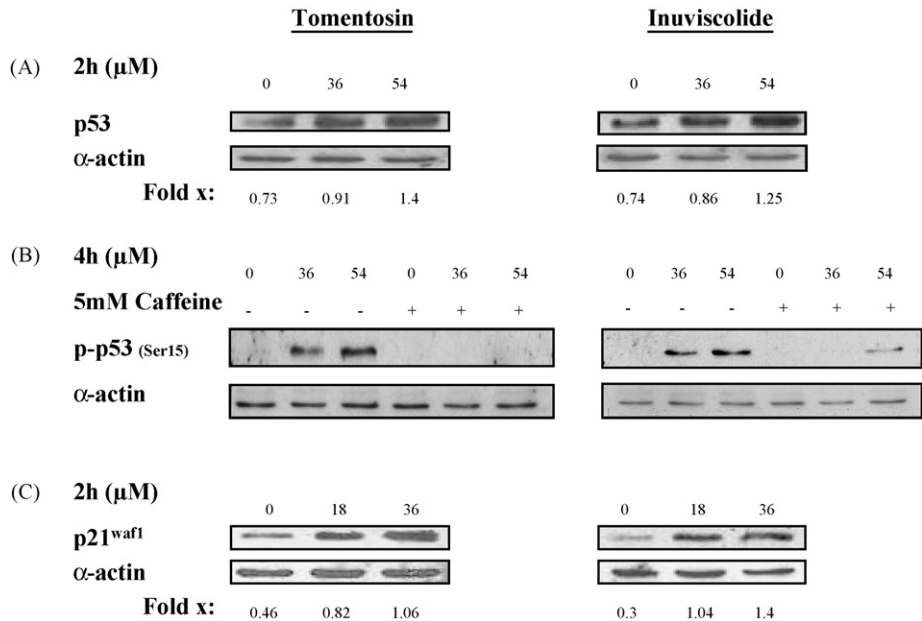 Tomentosin Inuviscolide
(A) 2h (µM) 0 36 54 0 36 54
p53
α-actin
Fold x: 0.73 0.91 1.4 0.74 0.86 1.25
(B) 4h (µM) 0 36 54 0 36 54 0 36 54 0 36 54
5mM Caffeine - - - + + + - - - + + +
p-p53 (Ser15)
α-actin
(C) 2h (µM) 0 18 36 0 18 36
p21waf1
α-actin
Fold x: 0.46 0.82 1.06 0.3 1.04 1.4